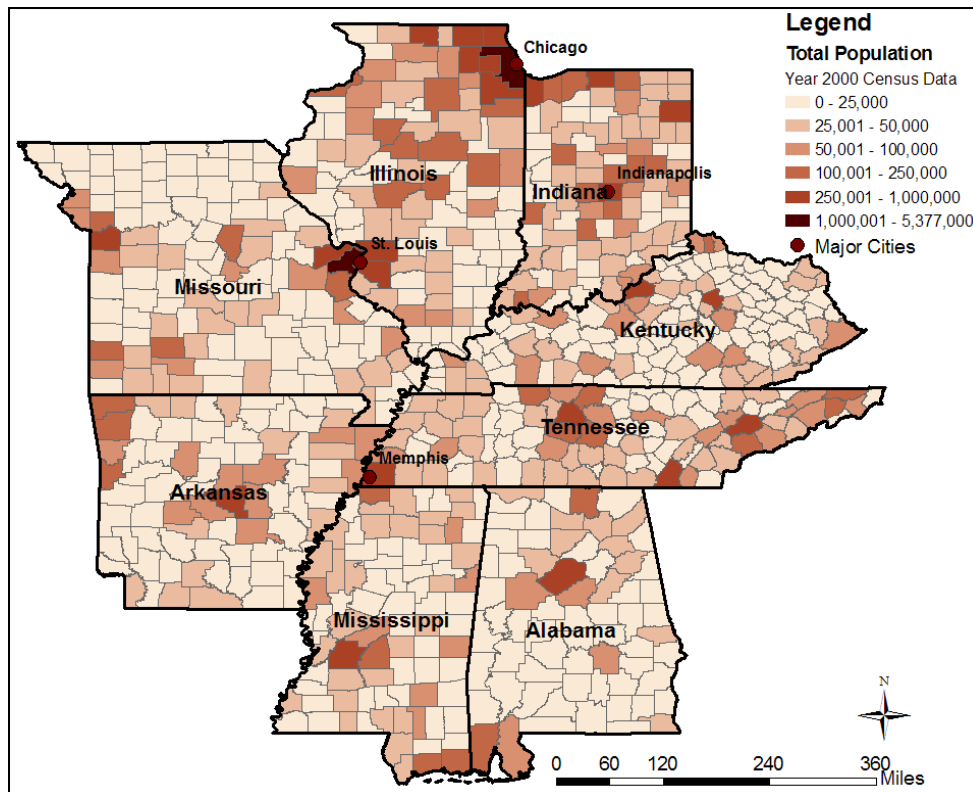 Legend
Total Population
Year 2000 Census Data
0 - 25,000
25,001 - 50,000
50,001 - 100,000
100,001 - 250,000
250,001 - 1,000,000
1,000,001 - 5,377,000
Major Cities
Chicago
Illinois
Indianapolis
Indiana
St. Louis
Missouri
Kentucky
Tennessee
Memphis
Arkansas
Mississippi
Alabama
N
0 60 120 240 360
Miles